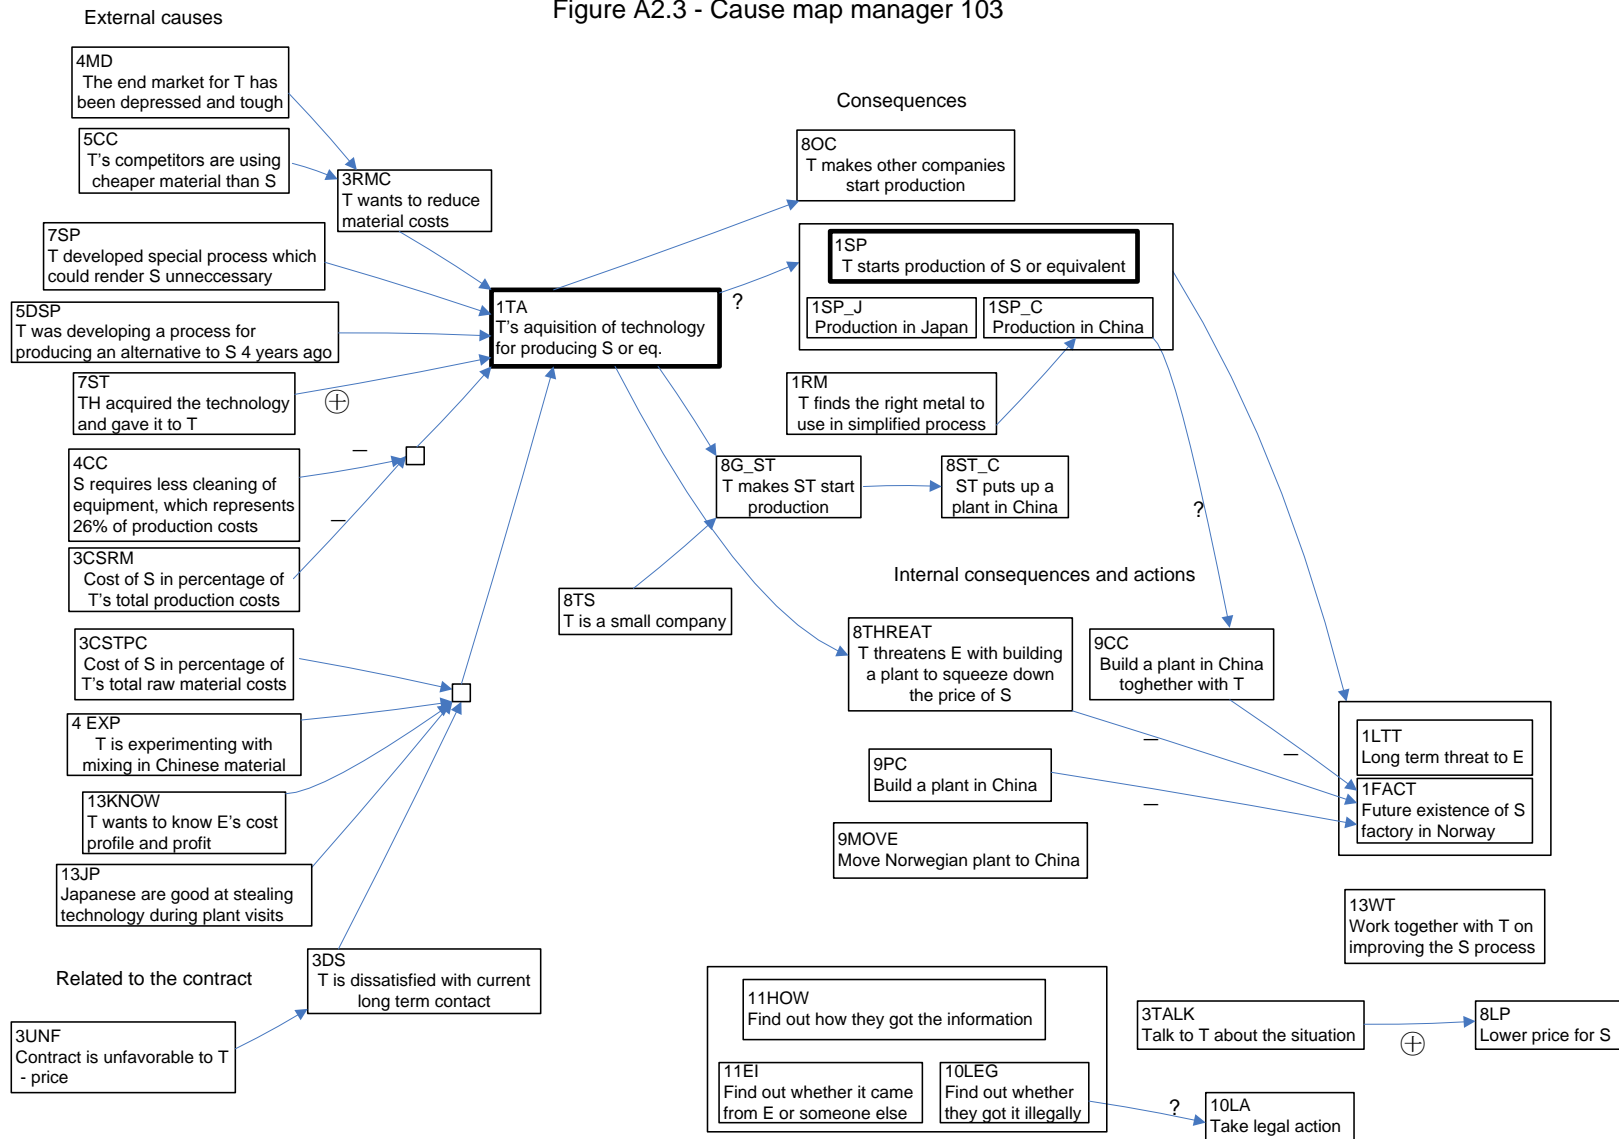 Figure A2.3 - Cause map manager 103
External causes
4MD
The end market for T has
been depressed and tough
5CC
T's competitors are using
cheaper material than S
3RMC
T wants to reduce
material costs
7SP
T developed special process which
could render S unneccessary
5DSP
T was developing a process for
producing an alternative to S 4 years ago
7ST
TH acquired the technology
and gave it to T
+
4CC
S requires less cleaning of
equipment, which represents
26% of production costs
–
3CSRM
Cost of S in percentage of
T's total production costs
–
3CSTPC
Cost of S in percentage of
T's total raw material costs
4 EXP
T is experimenting with
mixing in Chinese material
13KNOW
T wants to know E's cost
profile and profit
13JP
Japanese are good at stealing
technology during plant visits
Related to the contract
3DS
T is dissatisfied with current
long term contact
3UNF
Contract is unfavorable to T
- price
1TA
T's aquisition of technology
for producing S or eq.
?
Consequences
8OC
T makes other companies
start production
1SP
T starts production of S or equivalent
1SP_J
Production in Japan
1SP_C
Production in China
1RM
T finds the right metal to
use in simplified process
8G_ST
T makes ST start
production
8ST_C
ST puts up a
plant in China
8TS
T is a small company
?
Internal consequences and actions
8THREAT
T threatens E with building
a plant to squeeze down
the price of S
9CC
Build a plant in China
toghether with T
–
–
9PC
Build a plant in China
–
9MOVE
Move Norwegian plant to China
1LTT
Long term threat to E
1FACT
Future existence of S
factory in Norway
13WT
Work together with T on
improving the S process
11HOW
Find out how they got the information
11EI
Find out whether it came
from E or someone else
10LEG
Find out whether
they got it illegally
?
10LA
Take legal action
3TALK
Talk to T about the situation
+
8LP
Lower price for S